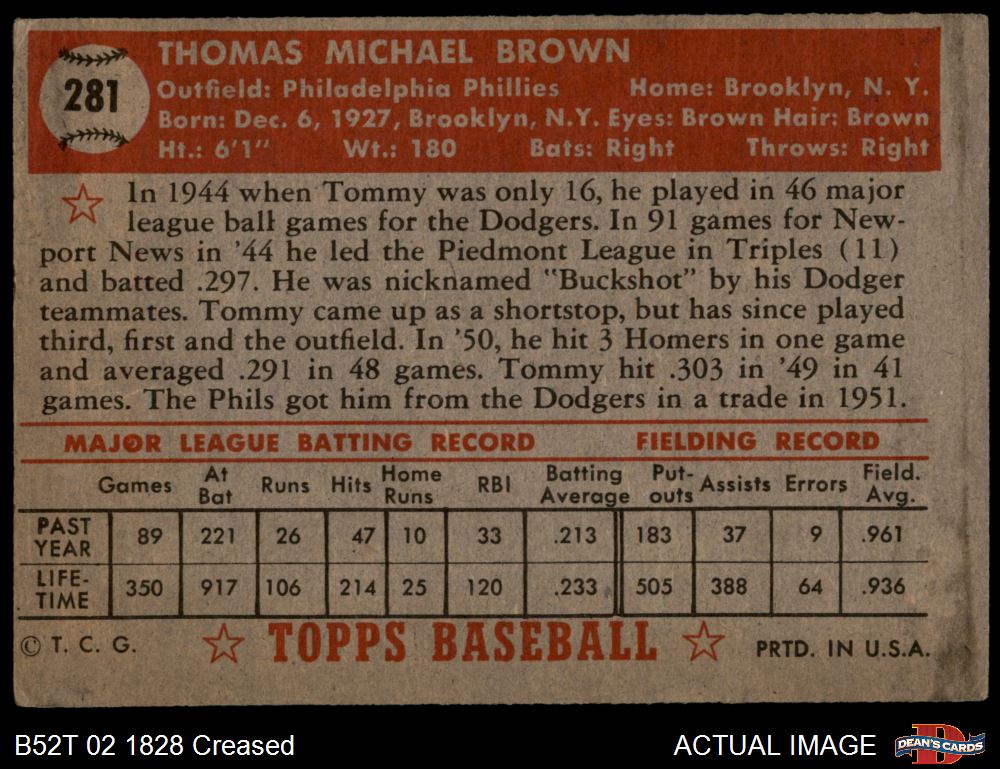 281
THOMAS MICHAEL BROWN
Outfield: Philadelphia Phillies Home: Brooklyn, N. Y.
Born: Dec. 6, 1927, Brooklyn, N.Y. Eyes: Brown Hair: Brown
Ht.: 6'1" Wt.: 180 Bats: Right Throws: Right
In 1944 when Tommy was only 16, he played in 46 major
league ball games for the Dodgers. In 91 games for New-
port News in '44 he led the Piedmont League in Triples (11)
and batted .297. He was nicknamed "Buckshot" by his Dodger
teammates. Tommy came up as a shortstop, but has since played
third, first and the outfield. In '50, he hit 3 Homers in one game
and averaged .291 in 48 games. Tommy hit .303 in '49 in 41
games. The Phils got him from the Dodgers in a trade in 1951.
MAJOR LEAGUE BATTING RECORD FIELDING RECORD
Games At Bat Runs Hits Home Runs RBI Batting Average Put-outs Assists Errors Field. Avg.
PAST YEAR 89 221 26 47 10 33 .213 183 37 9 .961
LIFE-TIME 350 917 106 214 25 120 .233 505 388 64 .936
© T. C. G. TOPPS BASEBALL PRTD. IN U.S.A.
B52T 02 1828 Creased ACTUAL IMAGE DEAN'S CARDS